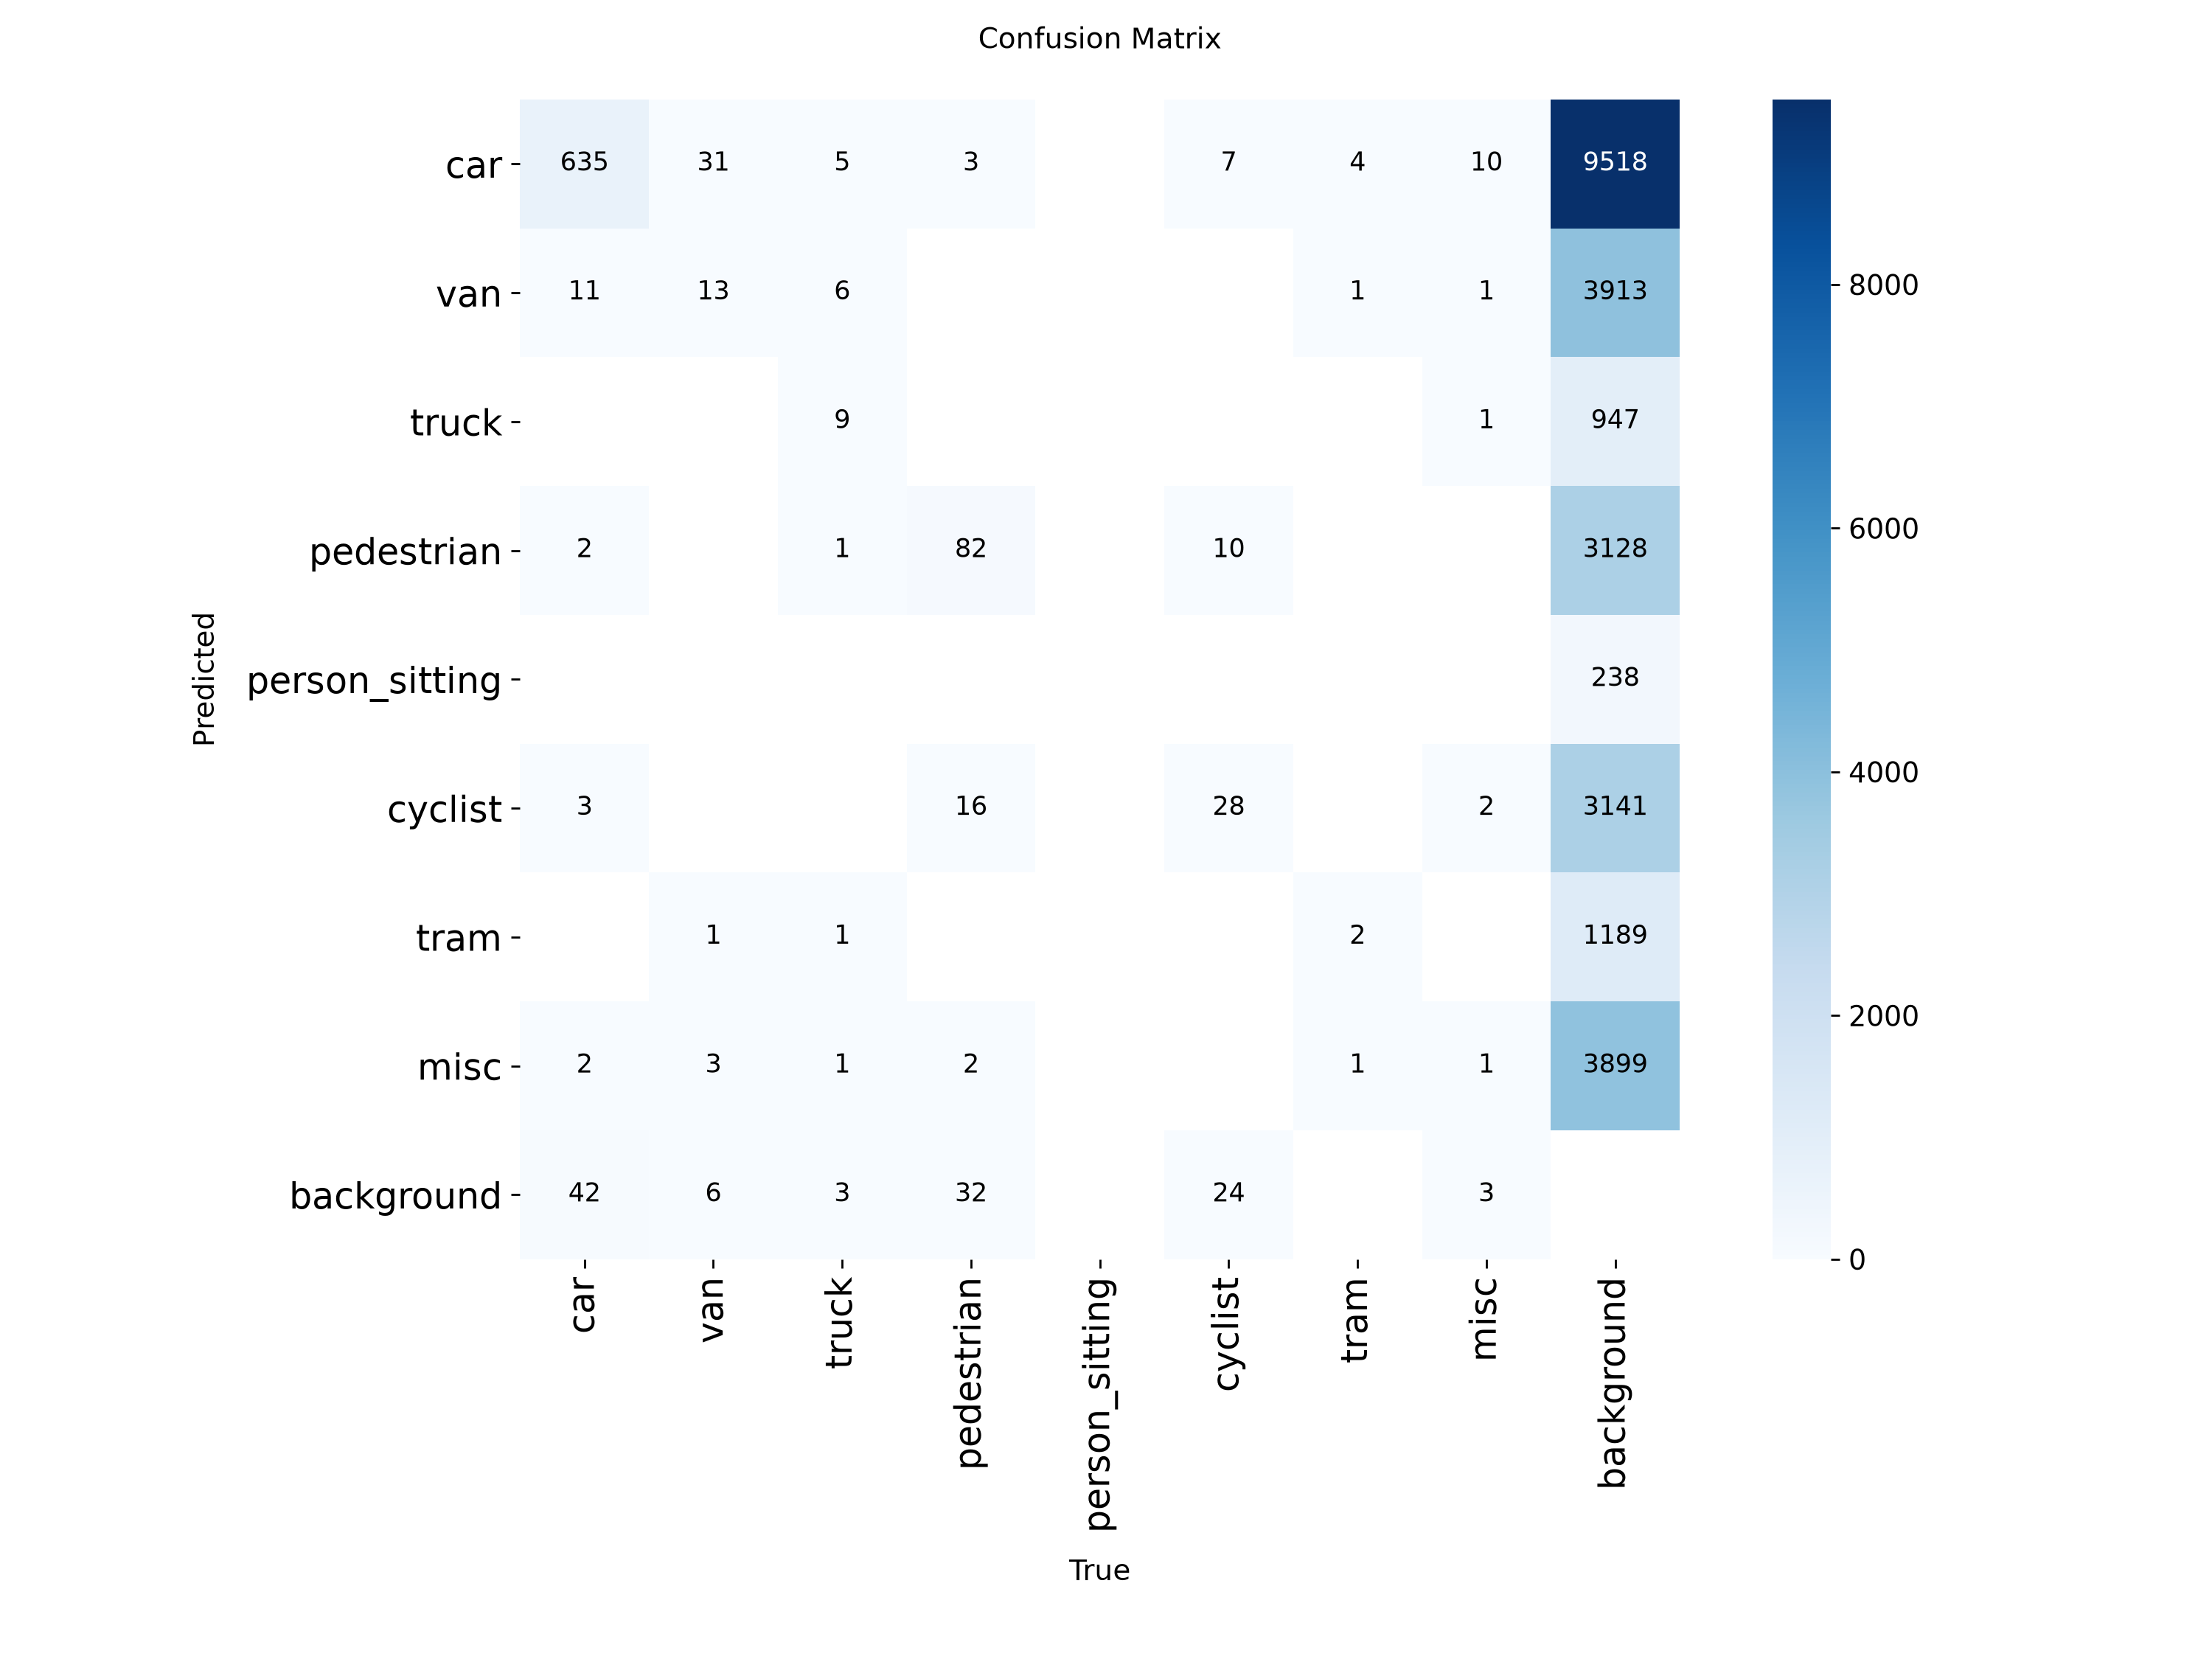 Confusion Matrix
car 635 31 5 3 7 4 10 9518
van 11 13 6 1 1 3913
truck 9 1 947
pedestrian 2 1 82 10 3128
person_sitting 238
cyclist 3 16 28 2 3141
tram 1 1 2 1189
misc 2 3 1 2 1 1 3899
background 42 6 3 32 24 3
Predicted
car van truck pedestrian person_sitting cyclist tram misc background
True
8000
6000
4000
2000
0